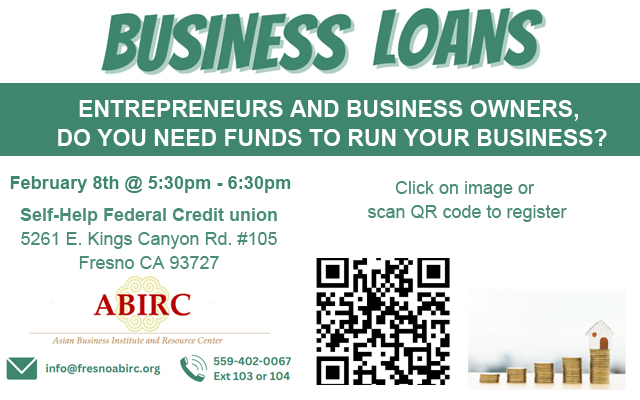 BUSINESS LOANS
ENTREPRENEURS AND BUSINESS OWNERS,
DO YOU NEED FUNDS TO RUN YOUR BUSINESS?
February 8th @ 5:30pm - 6:30pm
Self-Help Federal Credit union
5261 E. Kings Canyon Rd. #105
Fresno CA 93727
Click on image or
scan QR code to register
ABIRC
Asian Business Institute and Resource Center
info@fresnoabirc.org
559-402-0067
Ext 103 or 104